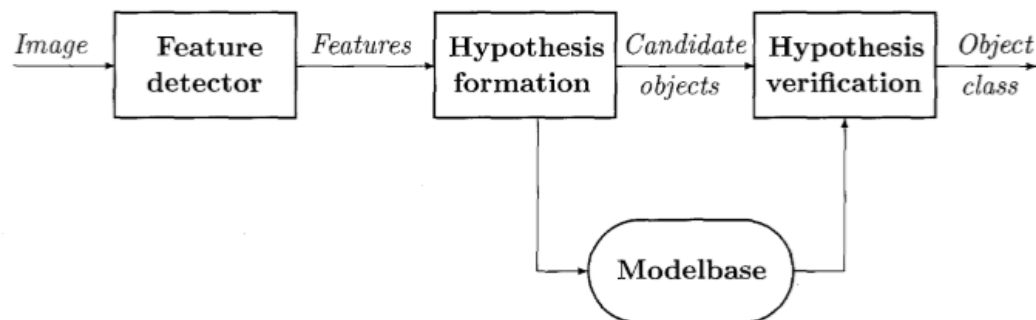 Image
Feature
detector
Features
Hypothesis
formation
Candidate
objects
Hypothesis
verification
Object
class
Modelbase